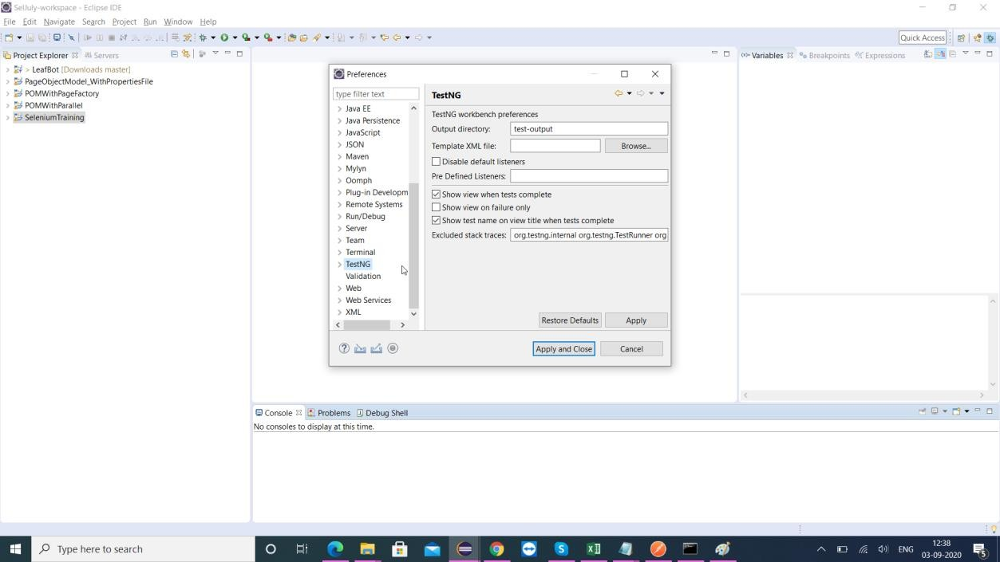 SelJuly-workspace - Eclipse IDE
File Edit Navigate Search Project Run Window Help
Quick Access
Project Explorer Servers
> LeafBot [Downloads master]
PageObjectModel_WithPropertiesFile
POMWithPageFactory
POMWithParallel
SeleniumTraining
Preferences
type filter text
Java EE
Java Persistence
JavaScript
JSON
Maven
Mylyn
Oomph
Plug-in Developm
Remote Systems
Run/Debug
Server
Team
Terminal
TestNG
Validation
Web
Web Services
XML
TestNG
TestNG workbench preferences
Output directory: test-output
Template XML file: Browse...
Disable default listeners
Pre Defined Listeners:
Show view when tests complete
Show view on failure only
Show test name on view title when tests complete
Excluded stack traces: org.testng.internal org.testng.TestRunner org
Restore Defaults Apply
Apply and Close Cancel
(x)= Variables Breakpoints Expressions
Console Problems Debug Shell
No consoles to display at this time.
Type here to search
ENG
12:38
03-09-2020
5